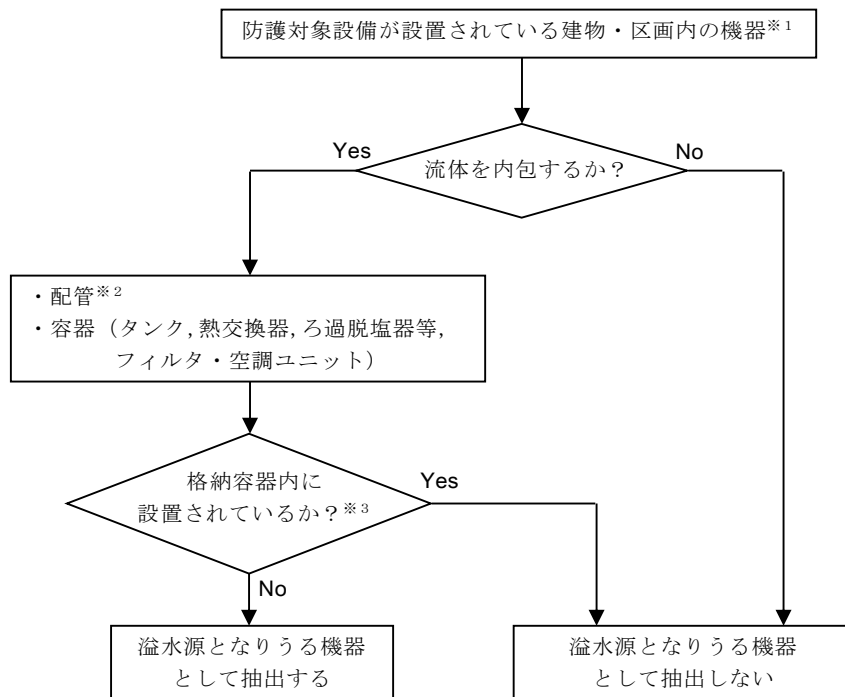 防護対象設備が設置されている建物・区画内の機器※1
Yes
No
流体を内包するか?
・配管※2
・容器(タンク,熱交換器,ろ過脱塩器等,
フィルタ・空調ユニット)
格納容器内に
設置されているか?※3
Yes
No
溢水源となりうる機器
として抽出する
溢水源となりうる機器
として抽出しない